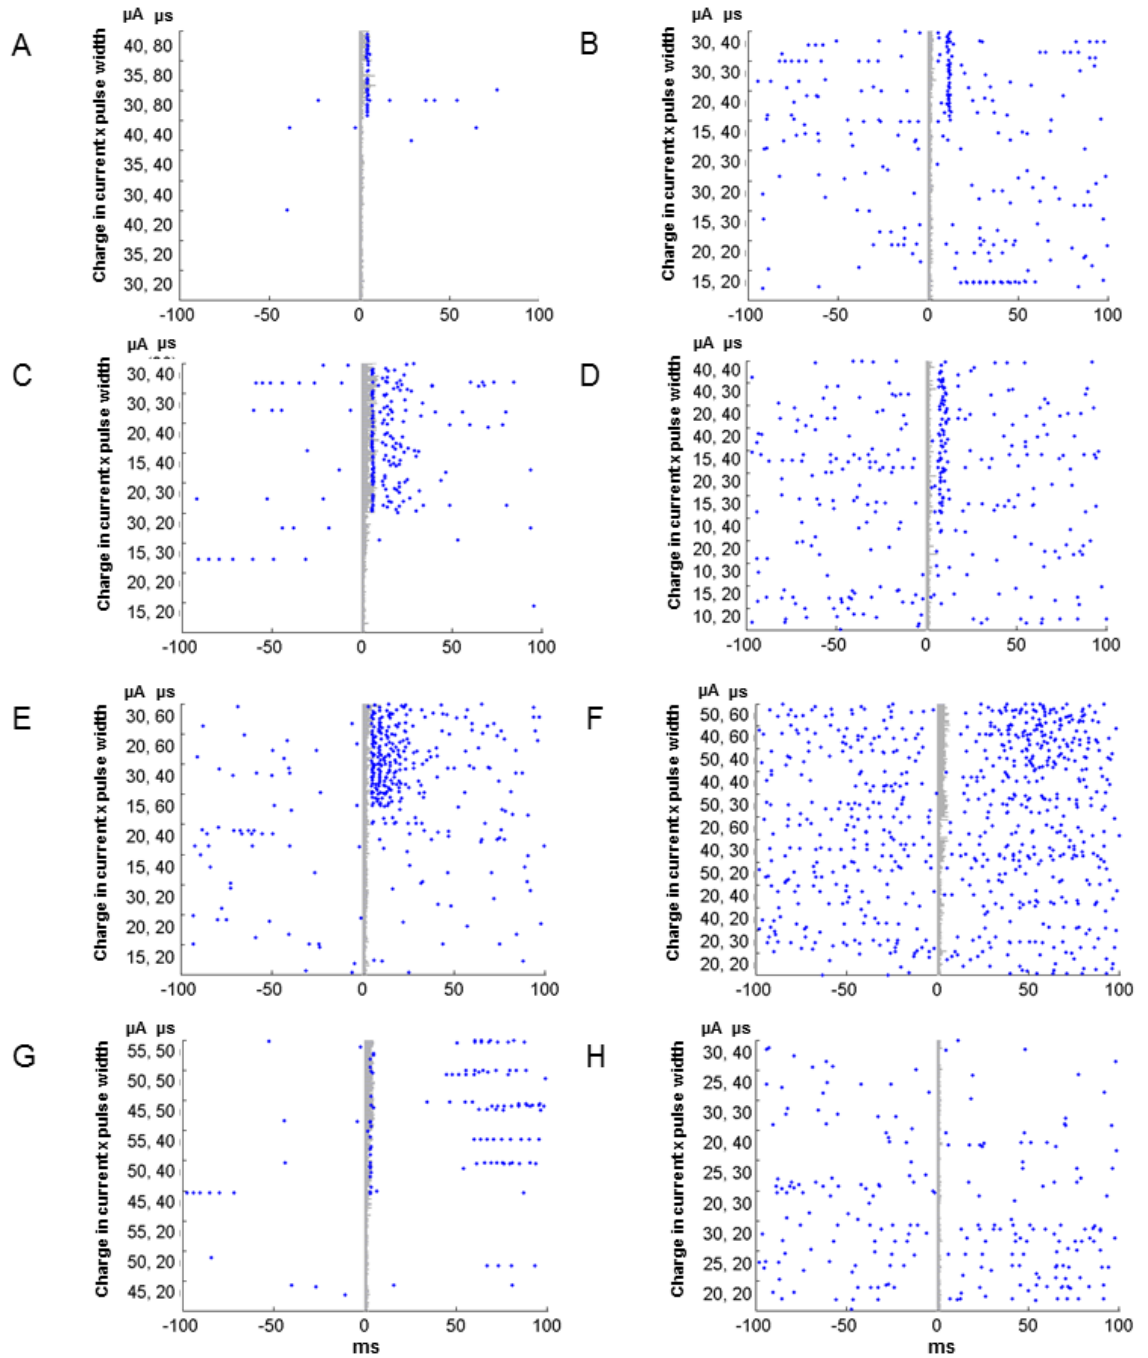 A
µA µs
Charge in current x pulse width
40, 80
35, 80
30, 80
40, 40
35, 40
30, 40
40, 20
35, 20
30, 20
-100 -50 0 50 100
B
µA µs
Charge in current x pulse width
30, 40
30, 30
20, 40
15, 40
20, 30
30, 20
15, 30
20, 20
15, 20
-100 -50 0 50 100
C
µA µs
Charge in current x pulse width
30, 40
30, 30
20, 40
15, 40
20, 30
30, 20
15, 30
20, 20
15, 20
-100 -50 0 50 100
D
µA µs
Charge in current x pulse width
40, 40
20, 40
40, 20
15, 40
20, 30
15, 30
10, 40
20, 20
10, 30
15, 20
10, 20
-100 -50 0 50 100
E
µA µs
Charge in current x pulse width
30, 60
20, 60
30, 40
15, 60
20, 40
15, 40
30, 20
20, 20
15, 20
-100 -50 0 50 100
F
µA µs
Charge in current x pulse width
50, 60
40, 60
50, 40
40, 40
50, 30
20, 60
40, 30
50, 20
20, 40
40, 20
20, 30
20, 20
-100 -50 0 50 100
G
µA µs
Charge in current x pulse width
55, 50
50, 50
45, 50
55, 40
50, 40
45, 40
55, 20
50, 20
45, 20
-100 -50 0 50 100
ms
H
µA µs
Charge in current x pulse width
30, 40
25, 40
30, 30
20, 40
25, 30
20, 30
30, 20
25, 20
20, 20
-100 -50 0 50 100
ms